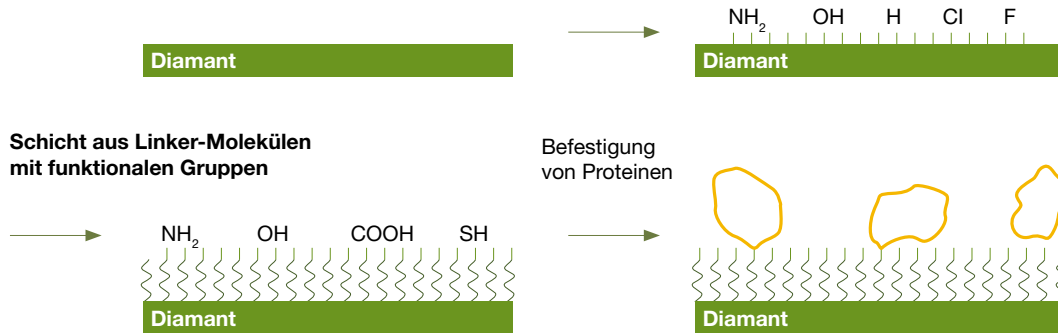 NH2 OH H Cl F
Diamant
Diamant
Schicht aus Linker-Molekülen
mit funktionalen Gruppen
Befestigung
von Proteinen
NH2 OH COOH SH
Diamant
Diamant